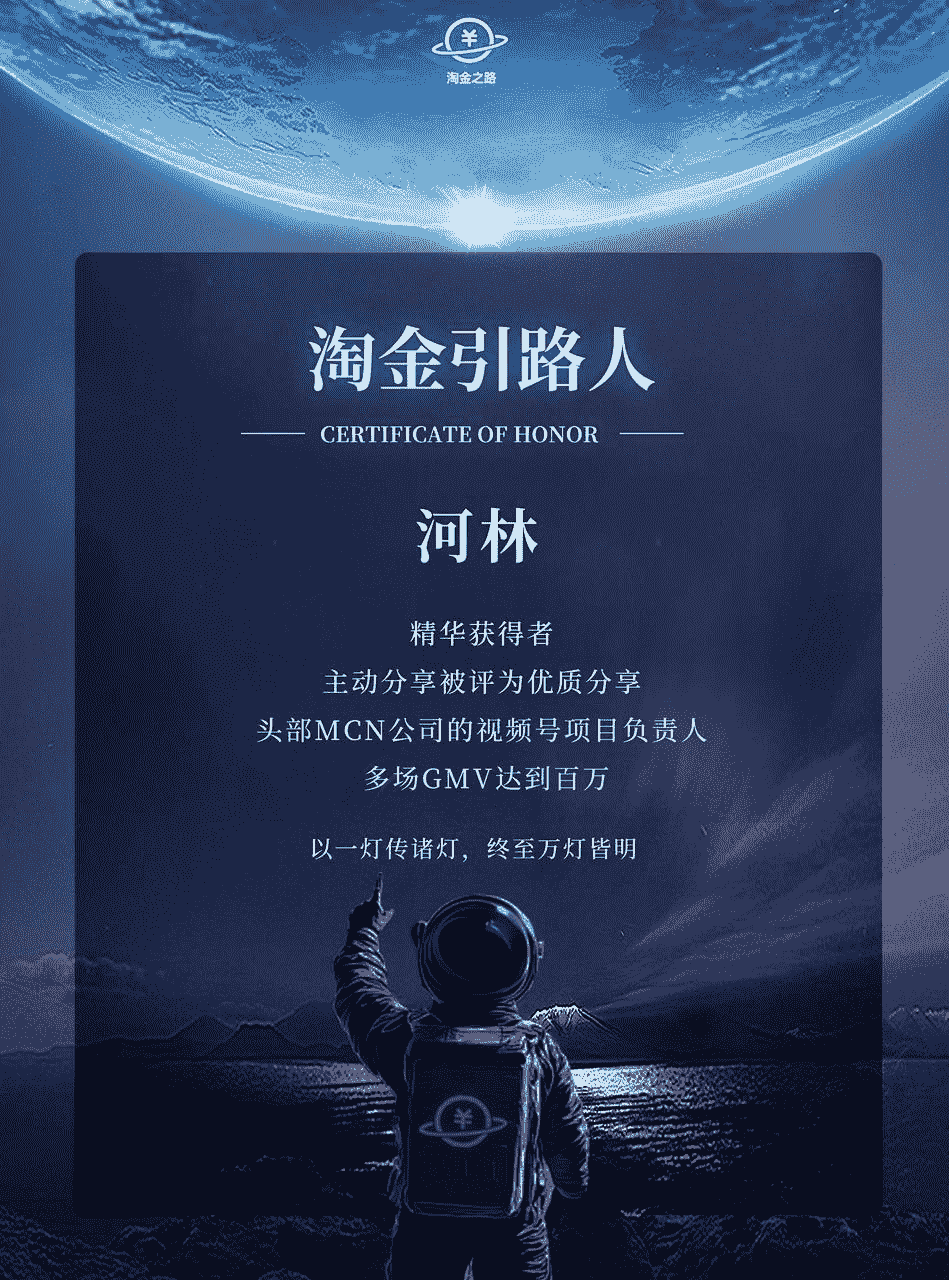 淘金之路
淘金引路人
CERTIFICATE OF HONOR
河林
精华获得者
主动分享被评为优质分享
头部MCN公司的视频号项目负责人
多场GMV达到百万
以一灯传诸灯，终至万灯皆明
¥